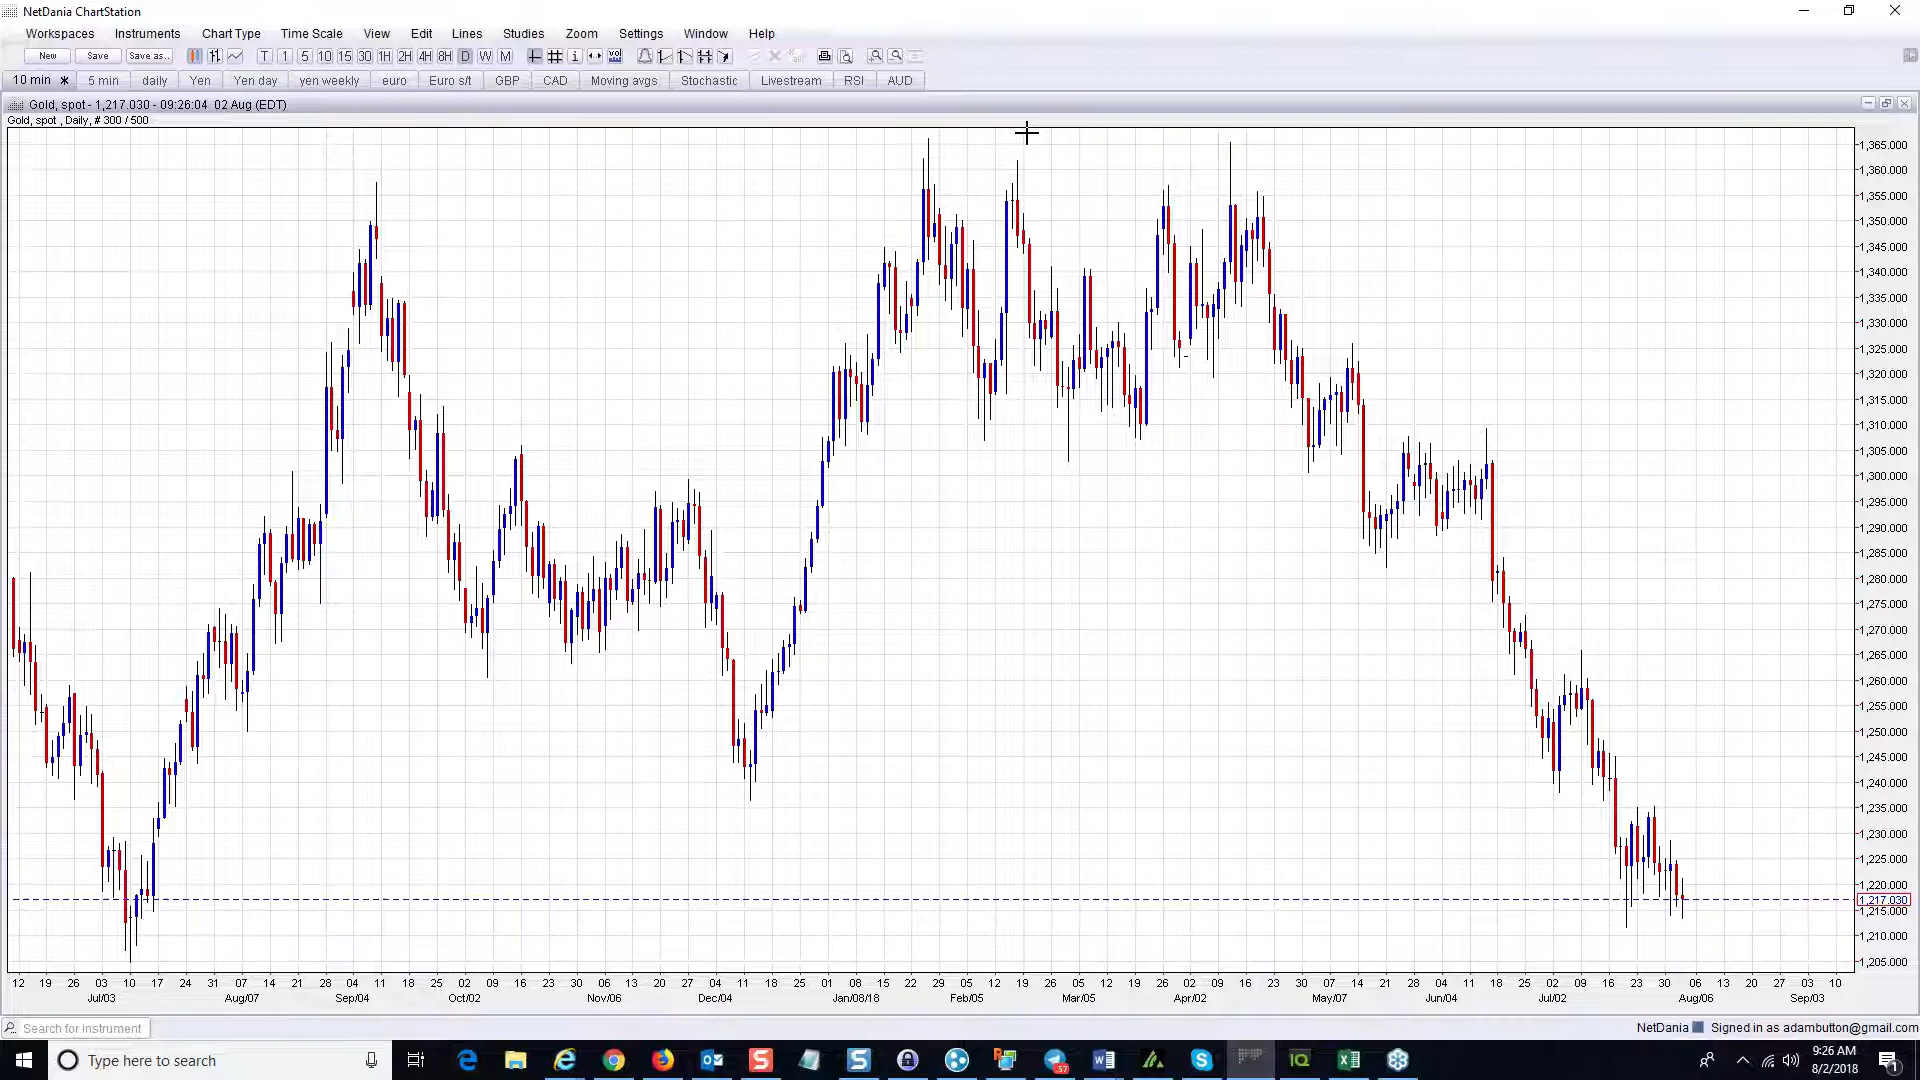 NetDania ChartStation
Workspaces Instruments Chart Type Time Scale View Edit Lines Studies Zoom Settings Window Help
New Save Save as.. T 1 5 10 15 30 1H 2H 4H 8H D W M
10 min * 5 min daily Yen Yen day yen weekly euro Euro s/t GBP CAD Moving avgs Stochastic Livestream RSI AUD
Gold, spot - 1,217.030 - 09:26:04 02 Aug (EDT)
Gold, spot , Daily, # 300 / 500
1,365.000
1,360.000
1,355.000
1,350.000
1,345.000
1,340.000
1,335.000
1,330.000
1,325.000
1,320.000
1,315.000
1,310.000
1,305.000
1,300.000
1,295.000
1,290.000
1,285.000
1,280.000
1,275.000
1,270.000
1,265.000
1,260.000
1,255.000
1,250.000
1,245.000
1,240.000
1,235.000
1,230.000
1,225.000
1,220.000
1,217.030
1,215.000
1,210.000
1,205.000
12 19 26 03 10 17 24 31 07 14 21 28 04 11 18 25 02 09 16 23 30 06 13 20 27 04 11 18 25 01 08 15 22 29 05 12 19 26 05 12 19 26 02 09 16 23 30 07 14 21 28 04 11 18 25 02 09 16 23 30 06 13 20 27 03 10
Jul/03 Aug/07 Sep/04 Oct/02 Nov/06 Dec/04 Jan/08/18 Feb/05 Mar/05 Apr/02 May/07 Jun/04 Jul/02 Aug/06 Sep/03
Search for instrument
NetDania Signed in as adambutton@gmail.com
Type here to search
57
IQ
9:26 AM
8/2/2018
1